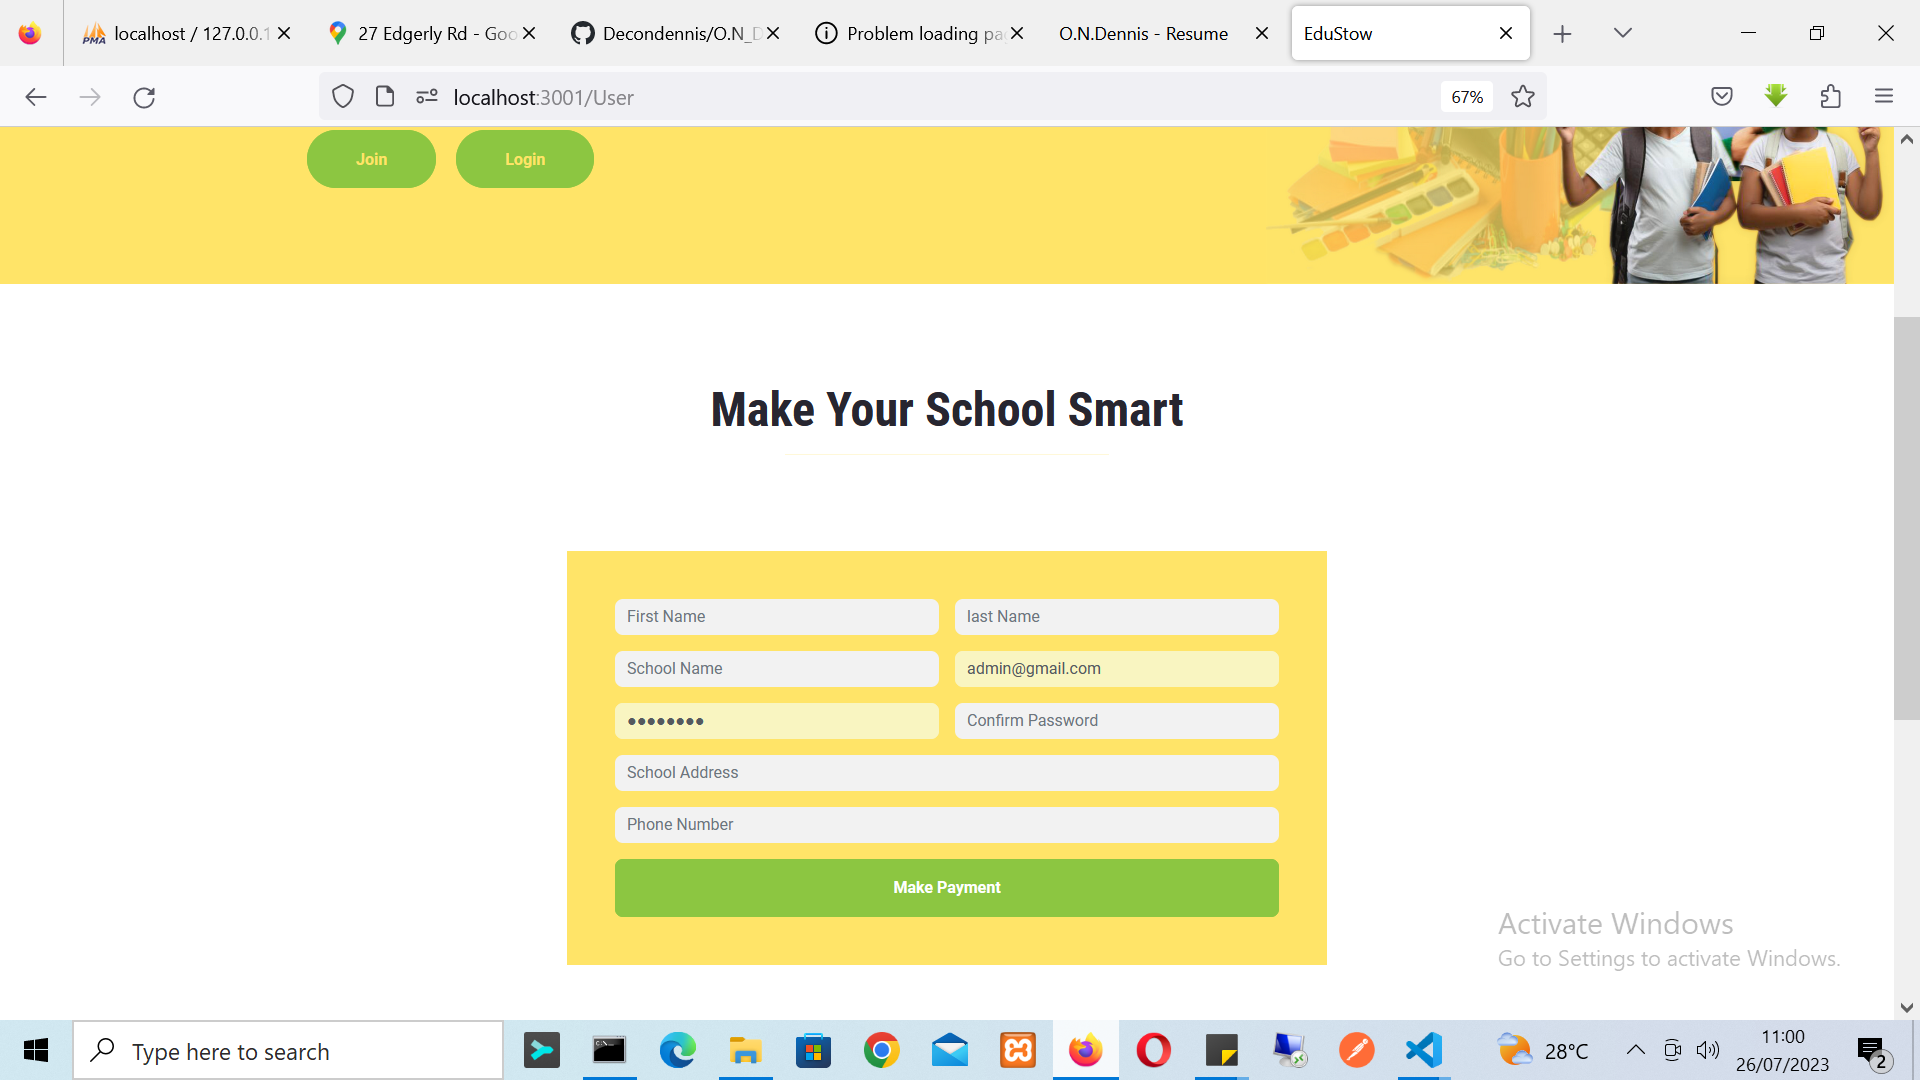 PMA
localhost / 127.0.0.1
27 Edgerly Rd - Goo
Decondennis/O.N_D
Problem loading pa
O.N.Dennis - Resume
EduStow
localhost:3001/User
67%
Join
Login
Make Your School Smart
First Name
last Name
School Name
admin@gmail.com
●●●●●●●●
Confirm Password
School Address
Phone Number
Make Payment
Activate Windows
Go to Settings to activate Windows.
Type here to search
28°C
11:00
26/07/2023
2